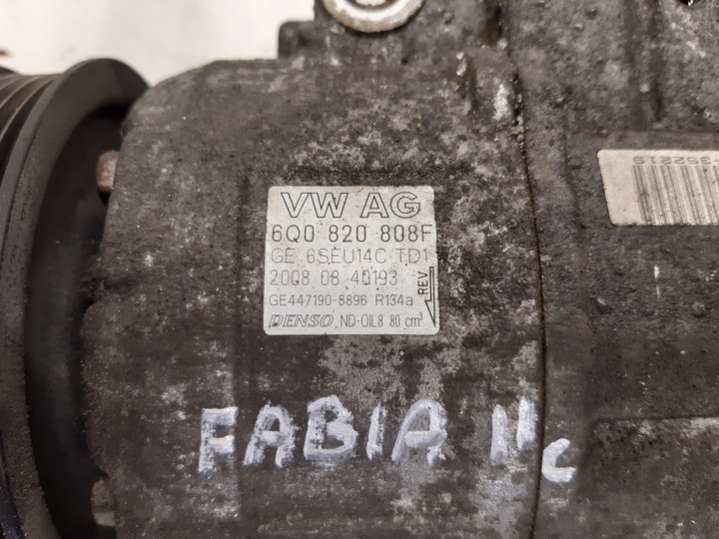 VW AG
6Q0 820 808F
GE 6SEU14C TD1
2008 06 40193
GE447190-8896 R134a
REV
DENSO ND-OIL8 80 cm³
FABIA IIc